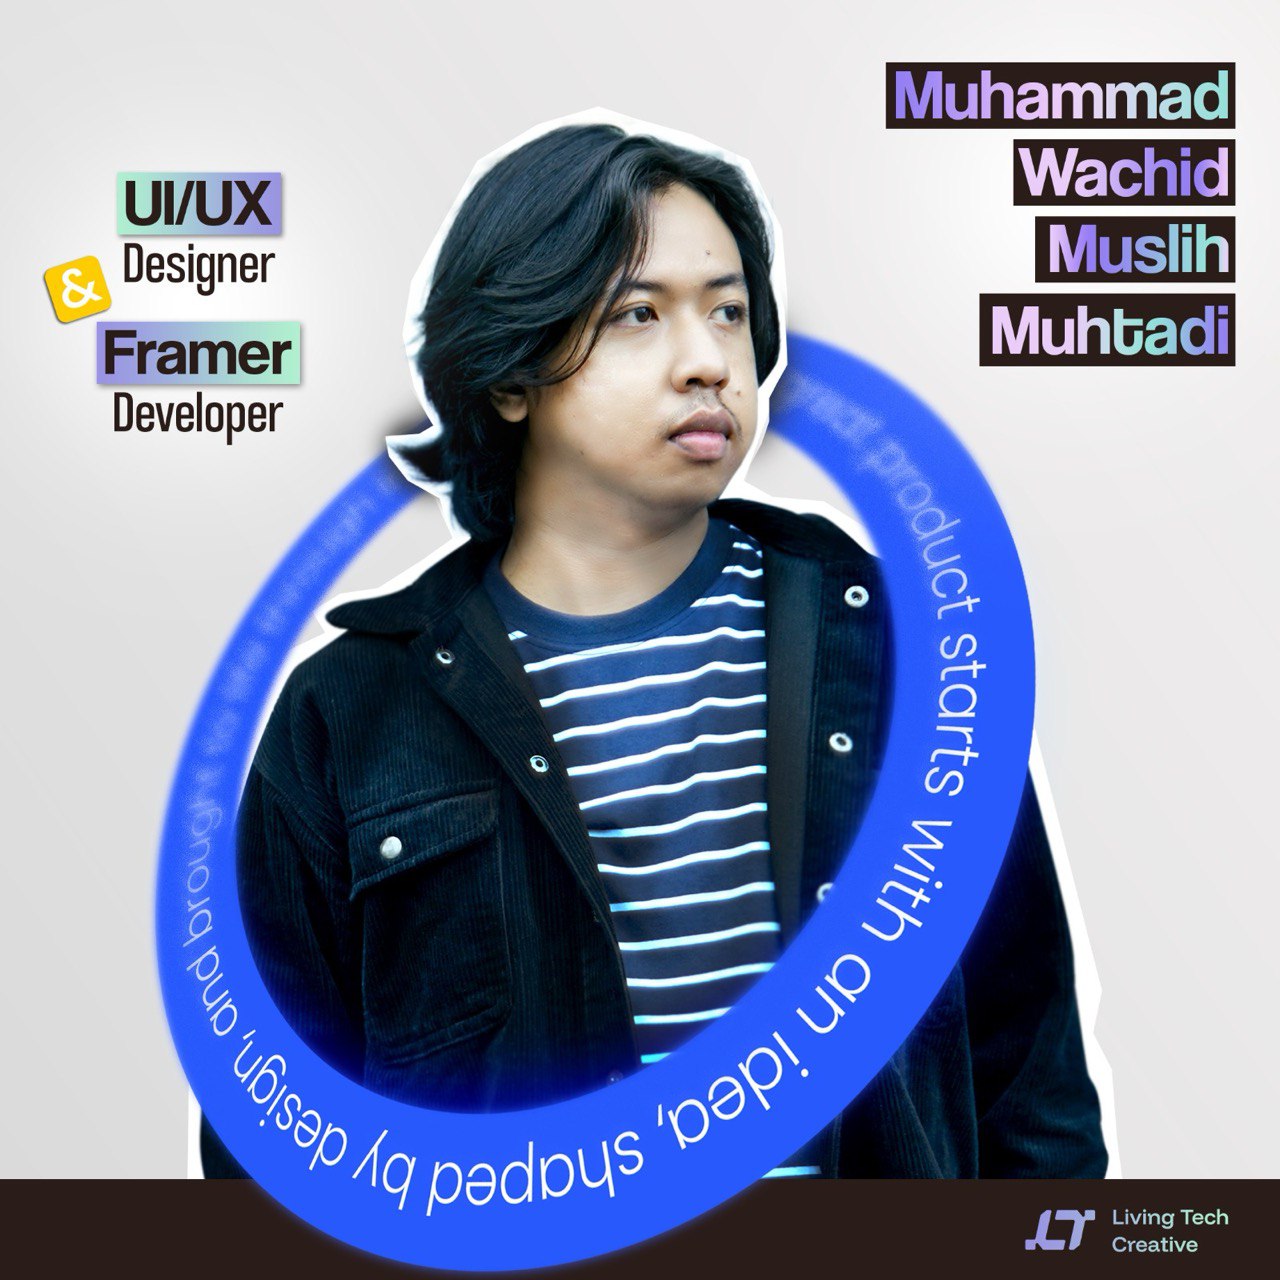 UI/UX
Designer
&
Framer
Developer
Muhammad
Wachid
Muslih
Muhtadi
product starts with an idea, shaped by design, and brought to
Living Tech
Creative